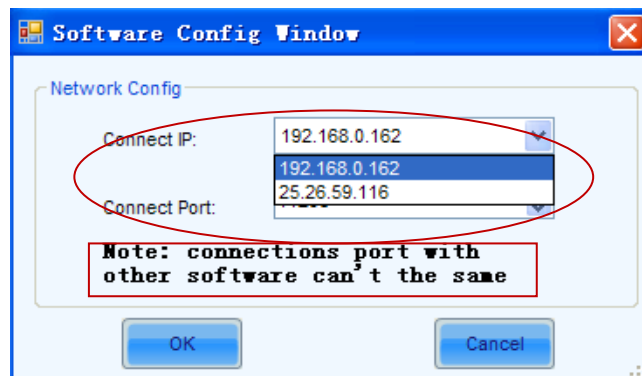 Software Config Window
Network Config
Connect IP:
192.168.0.162
192.168.0.162
25.26.59.116
Connect Port:
Note: connections port with
other software can't the same
OK
Cancel